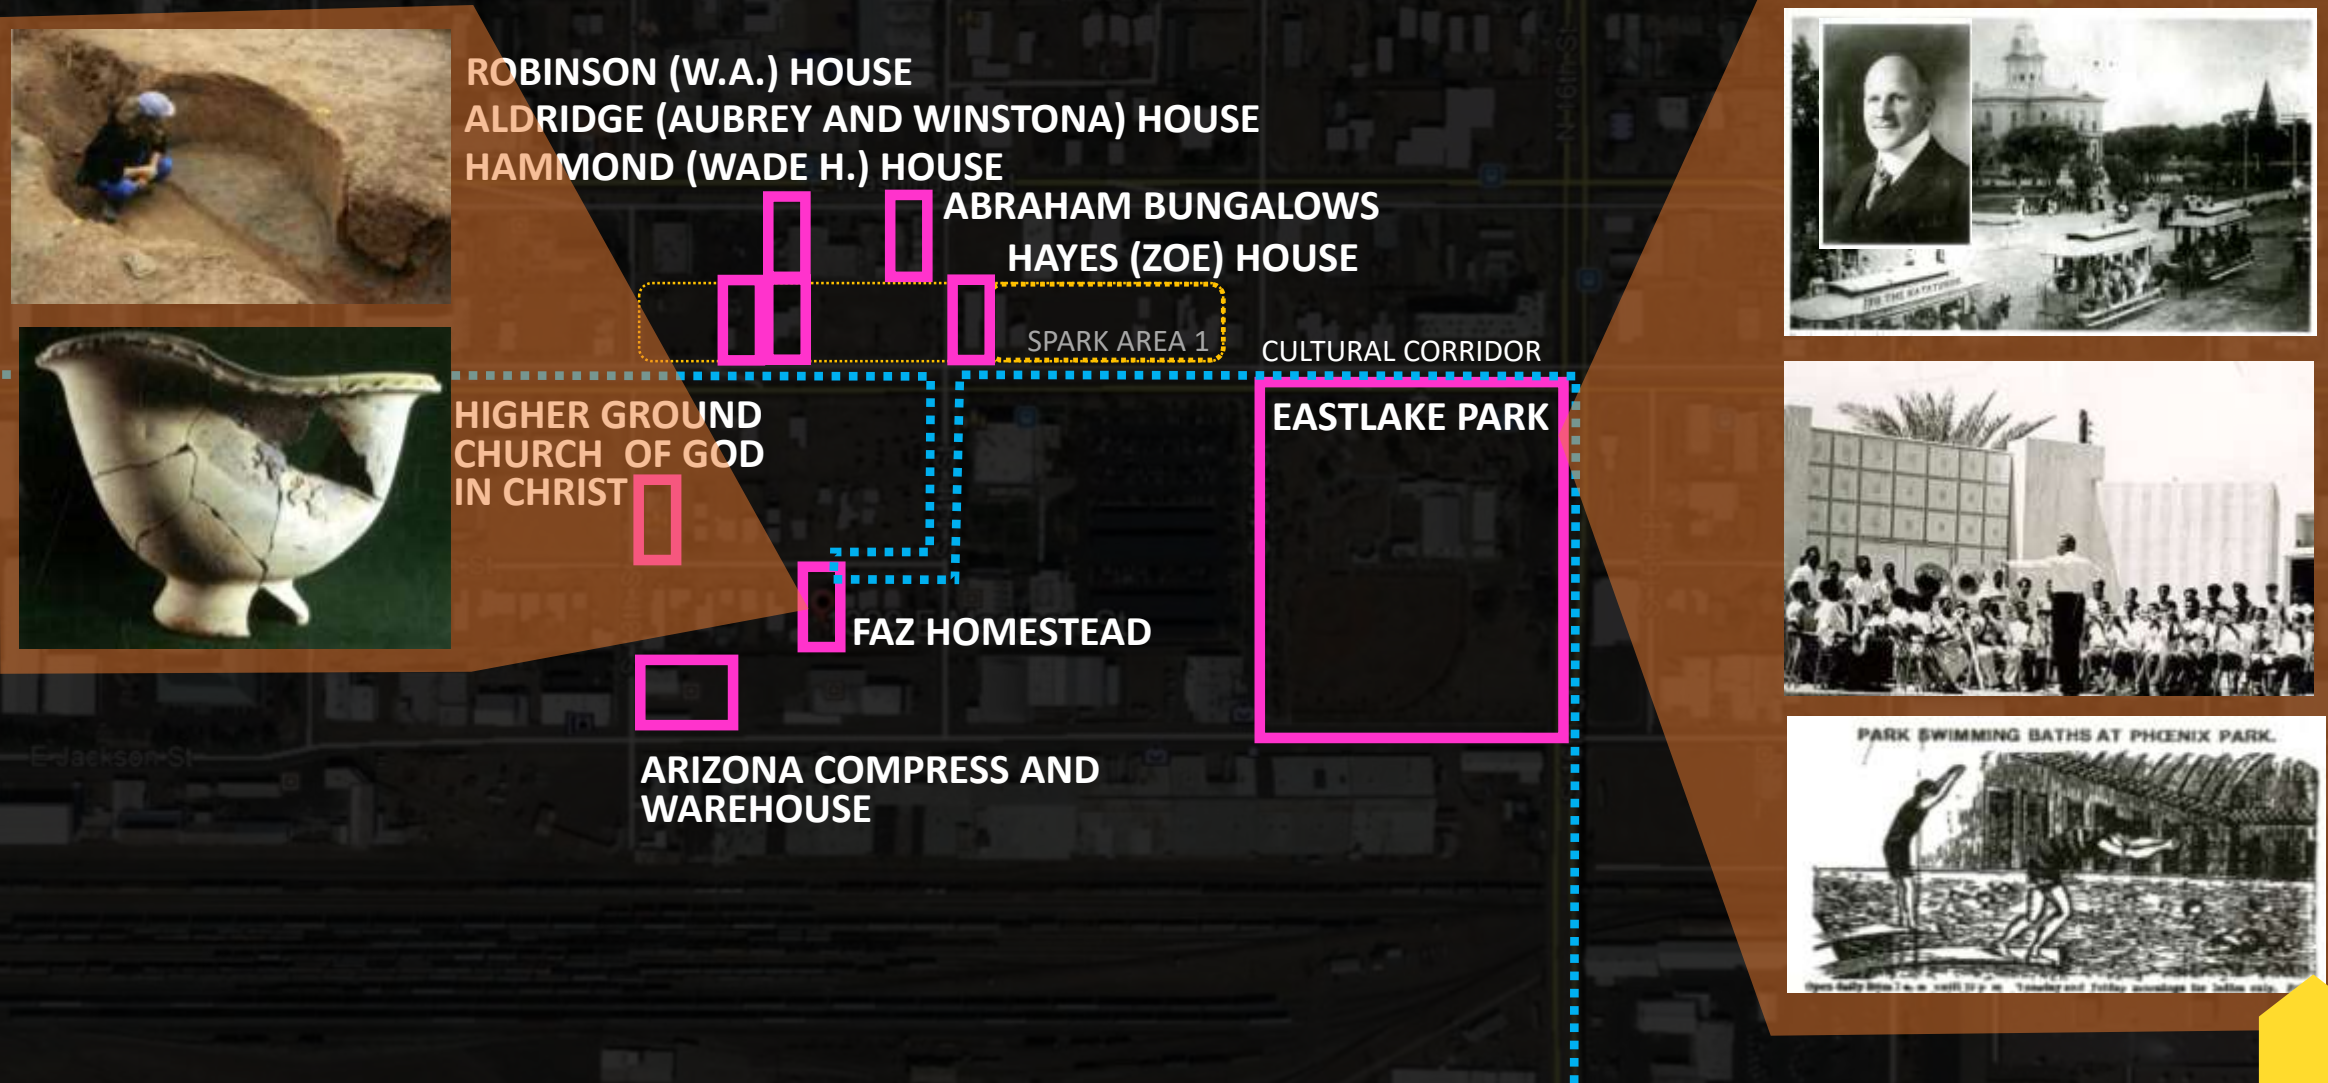 ROBINSON (W.A.) HOUSE
ALDRIDGE (AUBREY AND WINSTONA) HOUSE
HAMMOND (WADE H.) HOUSE
ABRAHAM BUNGALOWS
HAYES (ZOE) HOUSE
SPARK AREA 1
CULTURAL CORRIDOR
EASTLAKE PARK
HIGHER GROUND
CHURCH OF GOD
IN CHRIST
FAZ HOMESTEAD
ARIZONA COMPRESS AND
WAREHOUSE
E Jackson St
N 16th St
PARK SWIMMING BATHS AT PHŒNIX PARK.